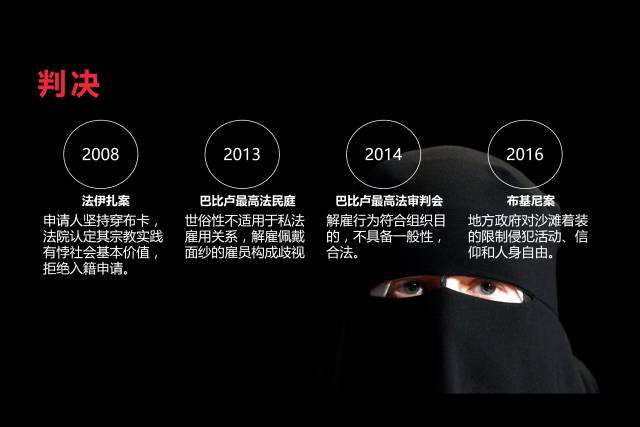 判决
2008
法伊扎案
申请人坚持穿布卡，
法院认定其宗教实践
有悖社会基本价值，
拒绝入籍申请。
2013
巴比卢最高法民庭
世俗性不适用于私法
雇用关系，解雇佩戴
面纱的雇员构成歧视
2014
巴比卢最高法审判会
解雇行为符合组织目
的，不具备一般性，
合法。
2016
布基尼案
地方政府对沙滩着装
的限制侵犯活动、信
仰和人身自由。